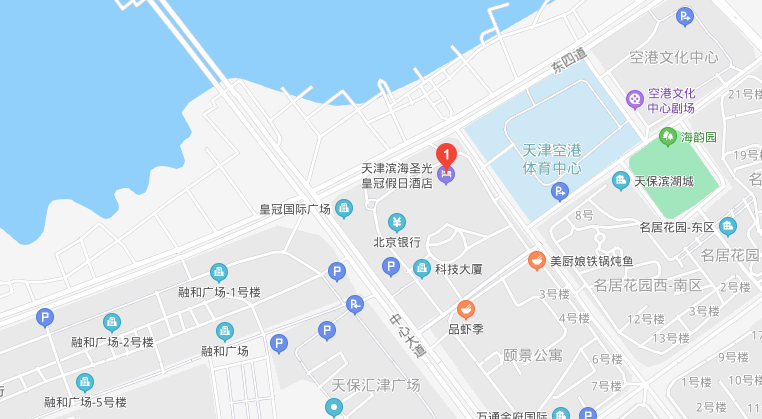 东四道
空港文化中心
空港文化
中心剧场
21号楼
海韵园
天津空港
体育中心
19号楼
1
天津滨海圣光
皇冠假日酒店
天保滨湖城
皇冠国际广场
8号
名居花园-东区
北京银行
名居花园
美厨娘铁锅炖鱼
科技大厦
融和广场-1号楼
名居花园西-南区
3号楼
2号楼
4号楼
12号楼
3号楼
品虾季
中心大道
13号楼
融和广场-2号楼
融和广场
颐景公寓
6号楼
9号楼
天保汇津广场
7号楼
1号楼
10号楼
街
融和广场-5号楼
2号楼
万通金府国际